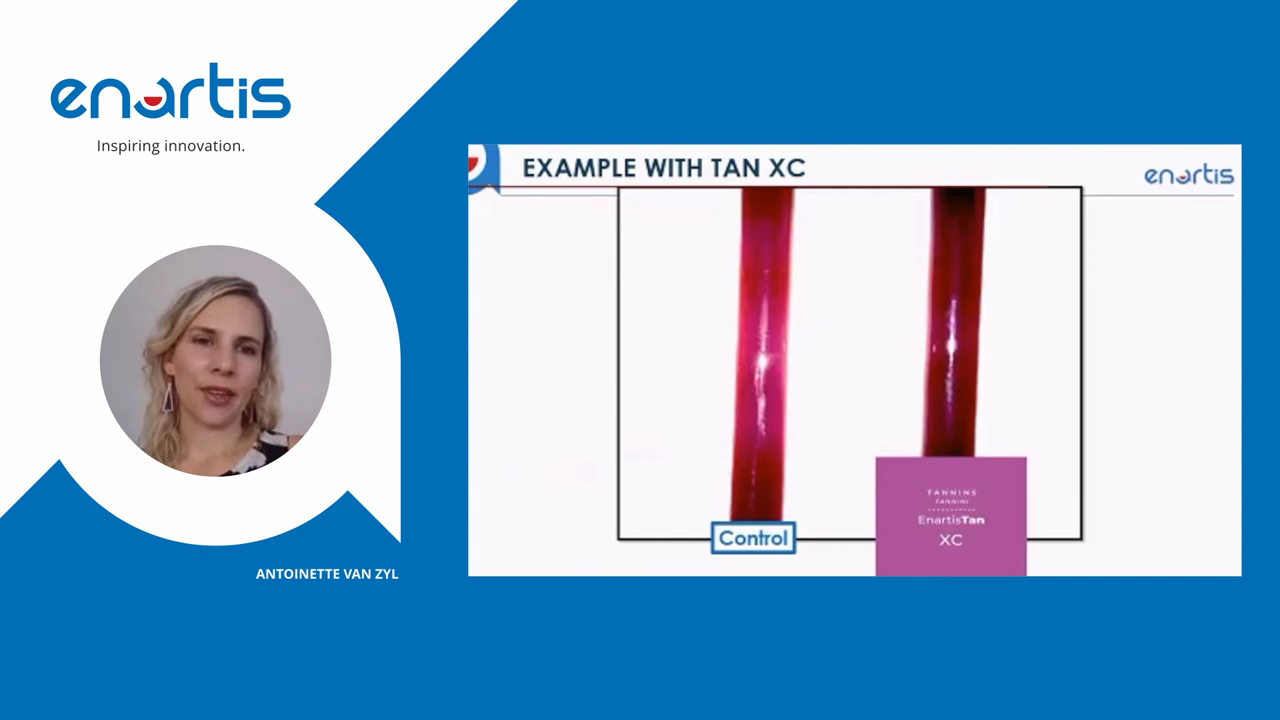 enartis
Inspiring innovation.
ANTOINETTE VAN ZYL
EXAMPLE WITH TAN XC
enartis
Control
TANNINS
TANNINI
EnartisTan
XC